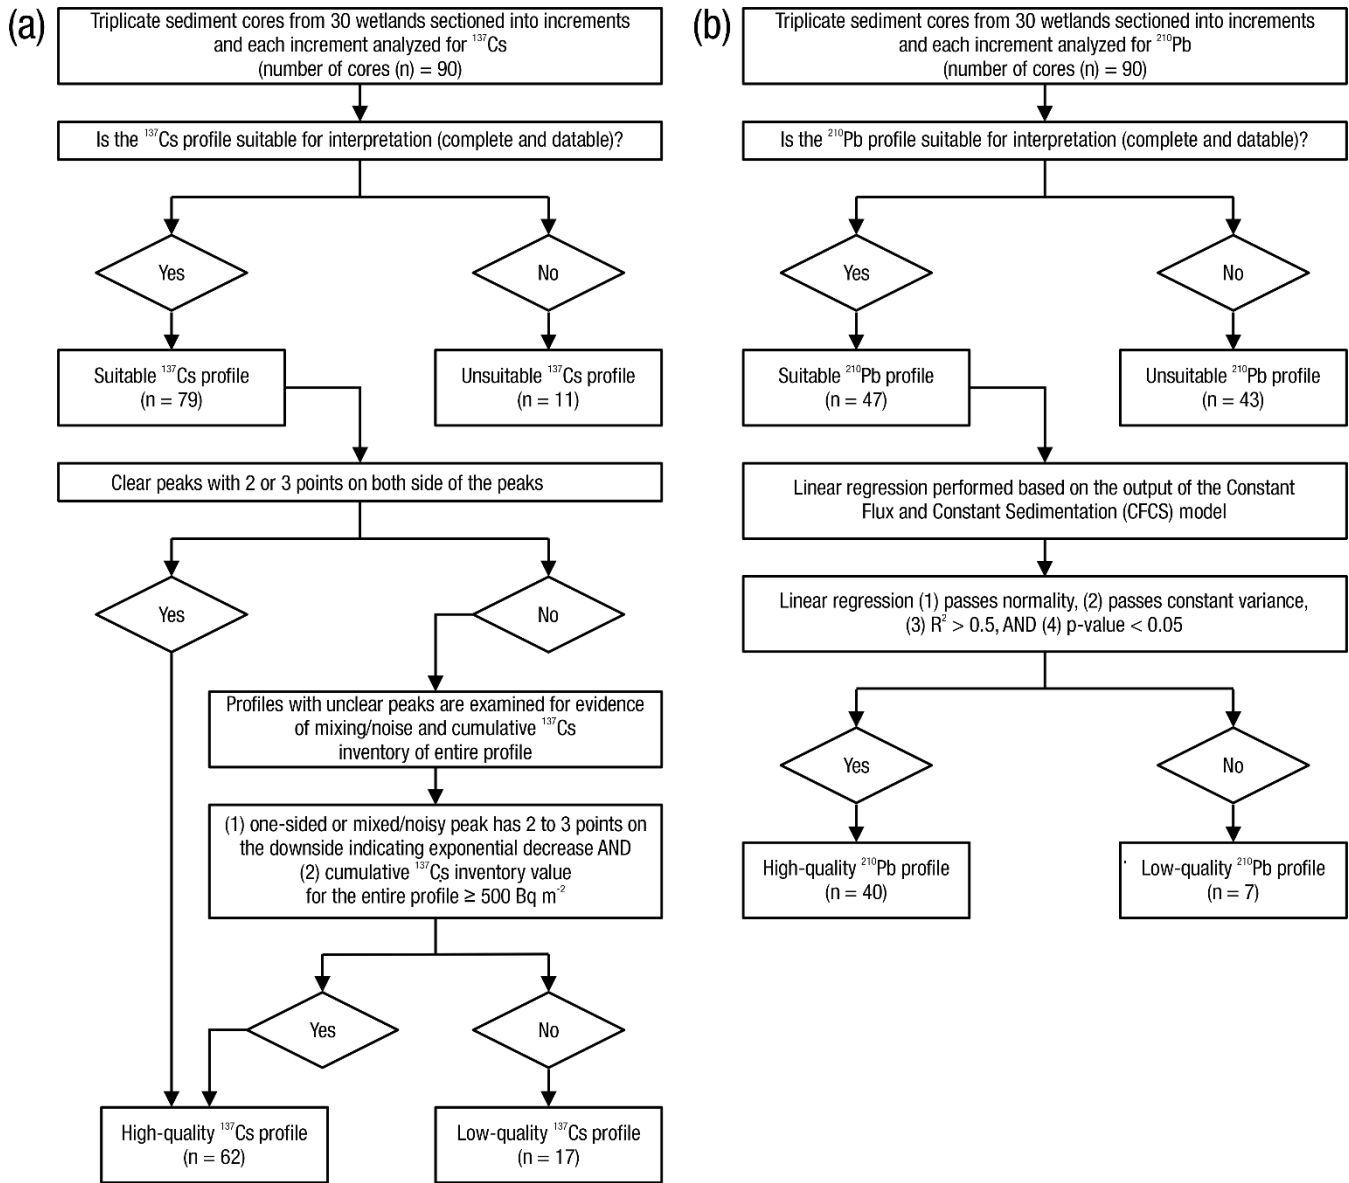 (a)
Triplicate sediment cores from 30 wetlands sectioned into increments
and each increment analyzed for ¹³⁷Cs
(number of cores (n) = 90)
Is the ¹³⁷Cs profile suitable for interpretation (complete and datable)?
Yes
No
Suitable ¹³⁷Cs profile
(n = 79)
Unsuitable ¹³⁷Cs profile
(n = 11)
Clear peaks with 2 or 3 points on both side of the peaks
Yes
No
Profiles with unclear peaks are examined for evidence
of mixing/noise and cumulative ¹³⁷Cs
inventory of entire profile
(1) one-sided or mixed/noisy peak has 2 to 3 points on
the downside indicating exponential decrease AND
(2) cumulative ¹³⁷Cs inventory value
for the entire profile ≥ 500 Bq m⁻²
Yes
No
High-quality ¹³⁷Cs profile
(n = 62)
Low-quality ¹³⁷Cs profile
(n = 17)
(b)
Triplicate sediment cores from 30 wetlands sectioned into increments
and each increment analyzed for ²¹⁰Pb
(number of cores (n) = 90)
Is the ²¹⁰Pb profile suitable for interpretation (complete and datable)?
Yes
No
Suitable ²¹⁰Pb profile
(n = 47)
Unsuitable ²¹⁰Pb profile
(n = 43)
Linear regression performed based on the output of the Constant
Flux and Constant Sedimentation (CFCS) model
Linear regression (1) passes normality, (2) passes constant variance,
(3) R² > 0.5, AND (4) p-value < 0.05
Yes
No
High-quality ²¹⁰Pb profile
(n = 40)
Low-quality ²¹⁰Pb profile
(n = 7)